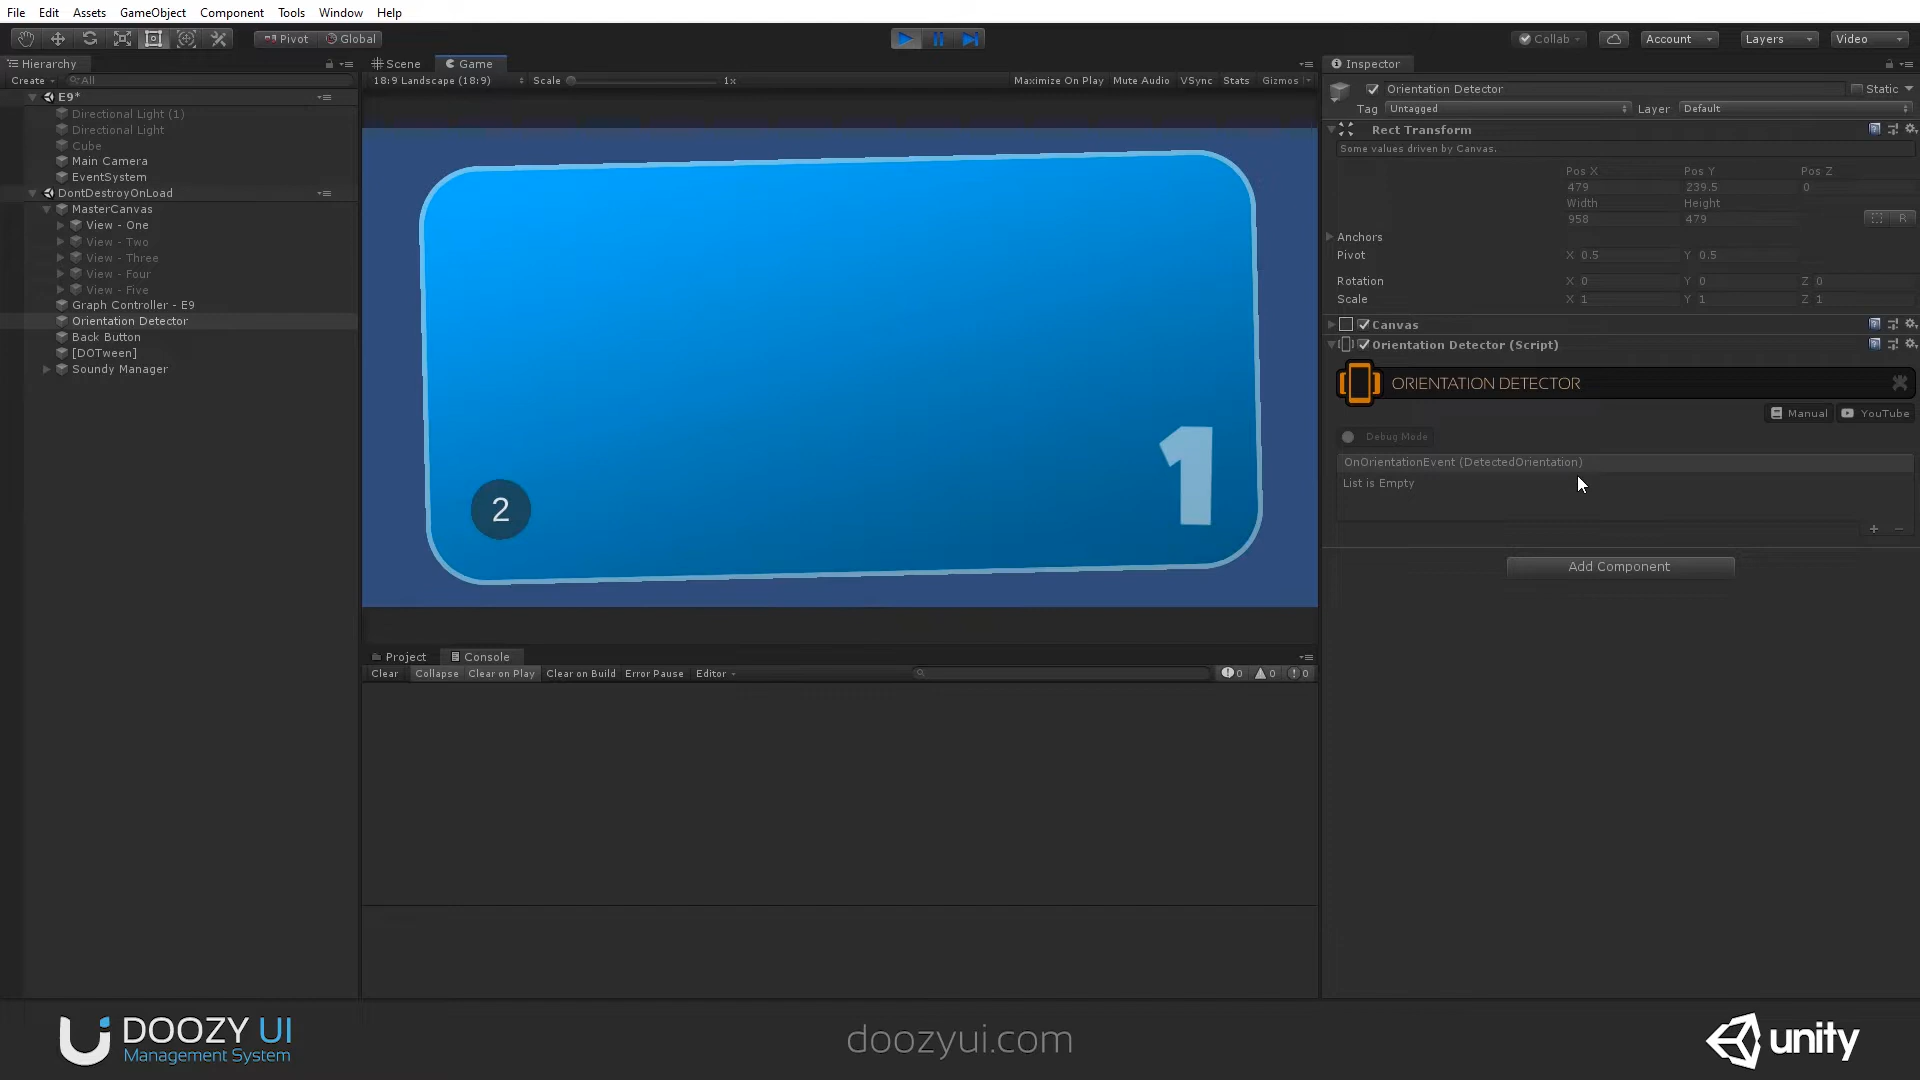 File Edit Assets GameObject Component Tools Window Help
Pivot Global
Collab Account Layers Video
Hierarchy
Create All
E9*
Directional Light (1)
Directional Light
Cube
Main Camera
EventSystem
DontDestroyOnLoad
MasterCanvas
View - One
View - Two
View - Three
View - Four
View - Five
Graph Controller - E9
Orientation Detector
Back Button
[DOTween]
Soundy Manager
Scene Game
18:9 Landscape (18:9) Scale 1x Maximize On Play Mute Audio VSync Stats Gizmos
1
2
Project Console
Clear Collapse Clear on Play Clear on Build Error Pause Editor 0 0 0
Inspector
Orientation Detector Static
Tag Untagged Layer Default
Rect Transform
Some values driven by Canvas.
Pos X Pos Y Pos Z
479 239.5 0
Width Height
958 479 R
Anchors
Pivot X 0.5 Y 0.5
Rotation X 0 Y 0 Z 0
Scale X 1 Y 1 Z 1
Canvas
Orientation Detector (Script)
ORIENTATION DETECTOR
Manual YouTube
Debug Mode
OnOrientationEvent (DetectedOrientation)
List is Empty
+ −
Add Component
DOOZY UI
Management System
doozyui.com
unity